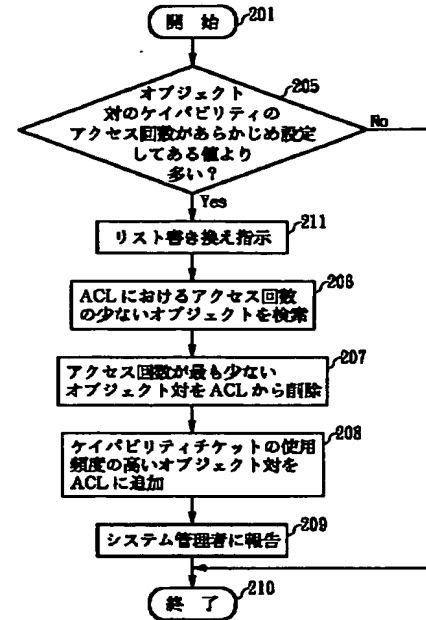 開 始
201
205
オブジェクト
対のケイパビリティの
アクセス回数があらかじめ設定
してある値より
多い？
No
Yes
211
リスト書き換え指示
206
ACLにおけるアクセス回数
の少ないオブジェクトを検索
207
アクセス回数が最も少ない
オブジェクト対をACLから削除
208
ケイパビリティチケットの使用
頻度の高いオブジェクト対を
ACLに追加
209
システム管理者に報告
210
終 了